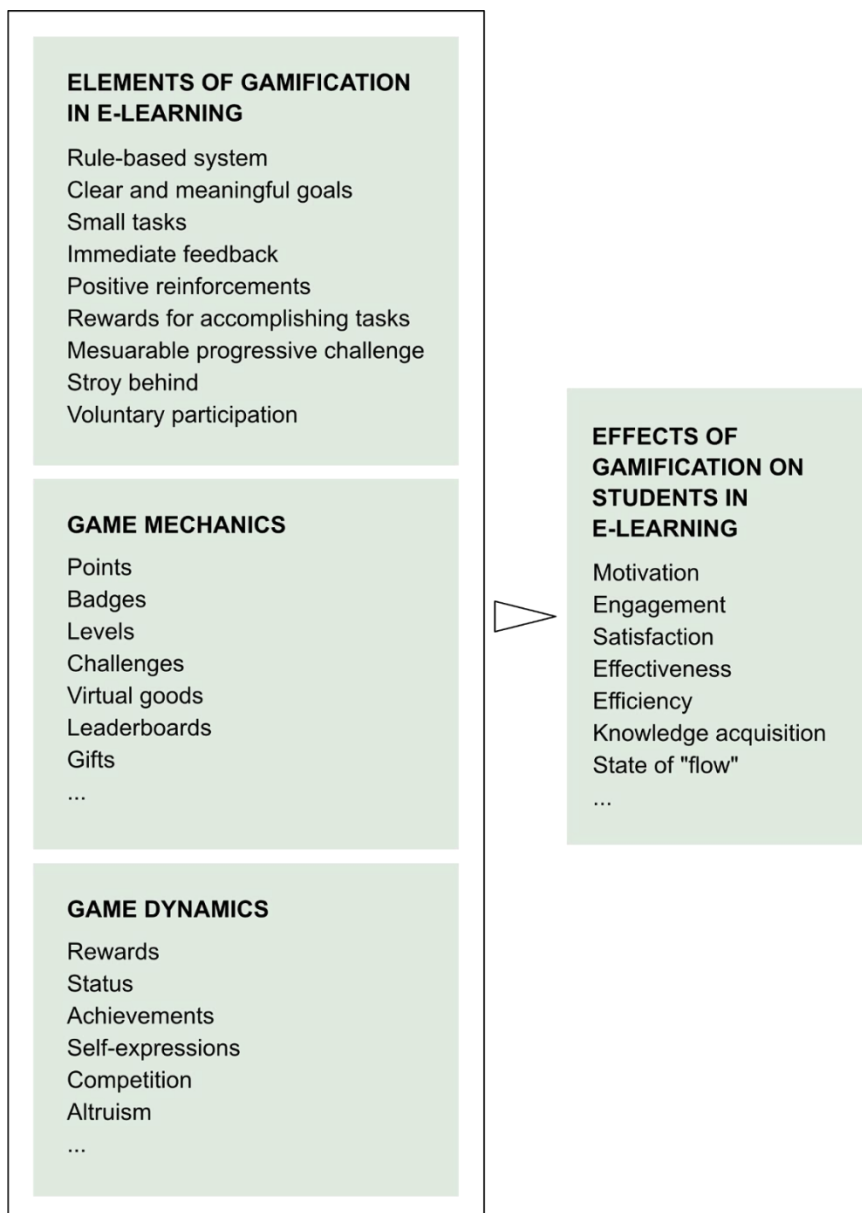 ELEMENTS OF GAMIFICATION
IN E-LEARNING
Rule-based system
Clear and meaningful goals
Small tasks
Immediate feedback
Positive reinforcements
Rewards for accomplishing tasks
Mesuarable progressive challenge
Stroy behind
Voluntary participation
GAME MECHANICS
Points
Badges
Levels
Challenges
Virtual goods
Leaderboards
Gifts
...
GAME DYNAMICS
Rewards
Status
Achievements
Self-expressions
Competition
Altruism
...
EFFECTS OF
GAMIFICATION ON
STUDENTS IN
E-LEARNING
Motivation
Engagement
Satisfaction
Effectiveness
Efficiency
Knowledge acquisition
State of "flow"
...